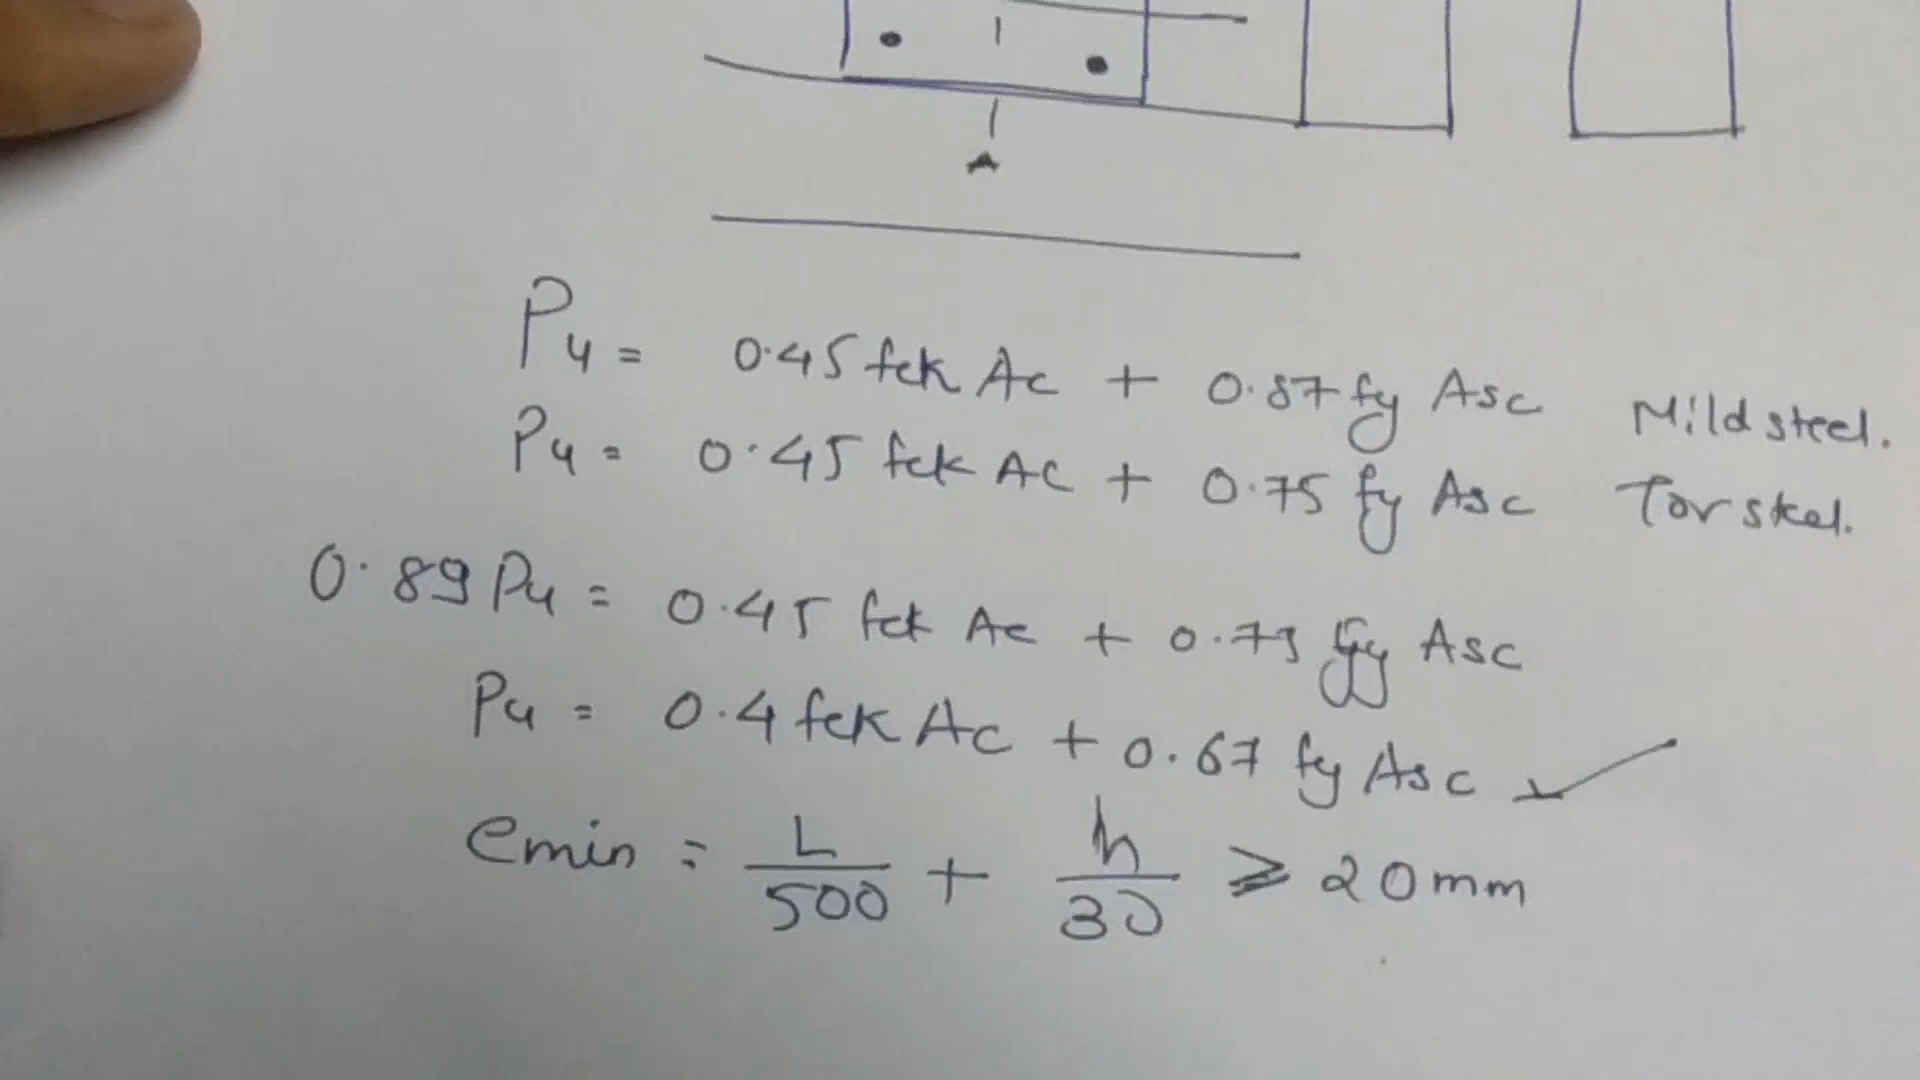 A
Pu = 0.45 fck Ac + 0.87 fy Asc Mild steel.
Pu = 0.45 fck Ac + 0.75 fy Asc Tor steel.
0.89 Pu = 0.45 fck Ac + 0.75 fy Asc
Pu = 0.4 fck Ac + 0.67 fy Asc ✓
emin = L/500 + h/30 ≥ 20 mm